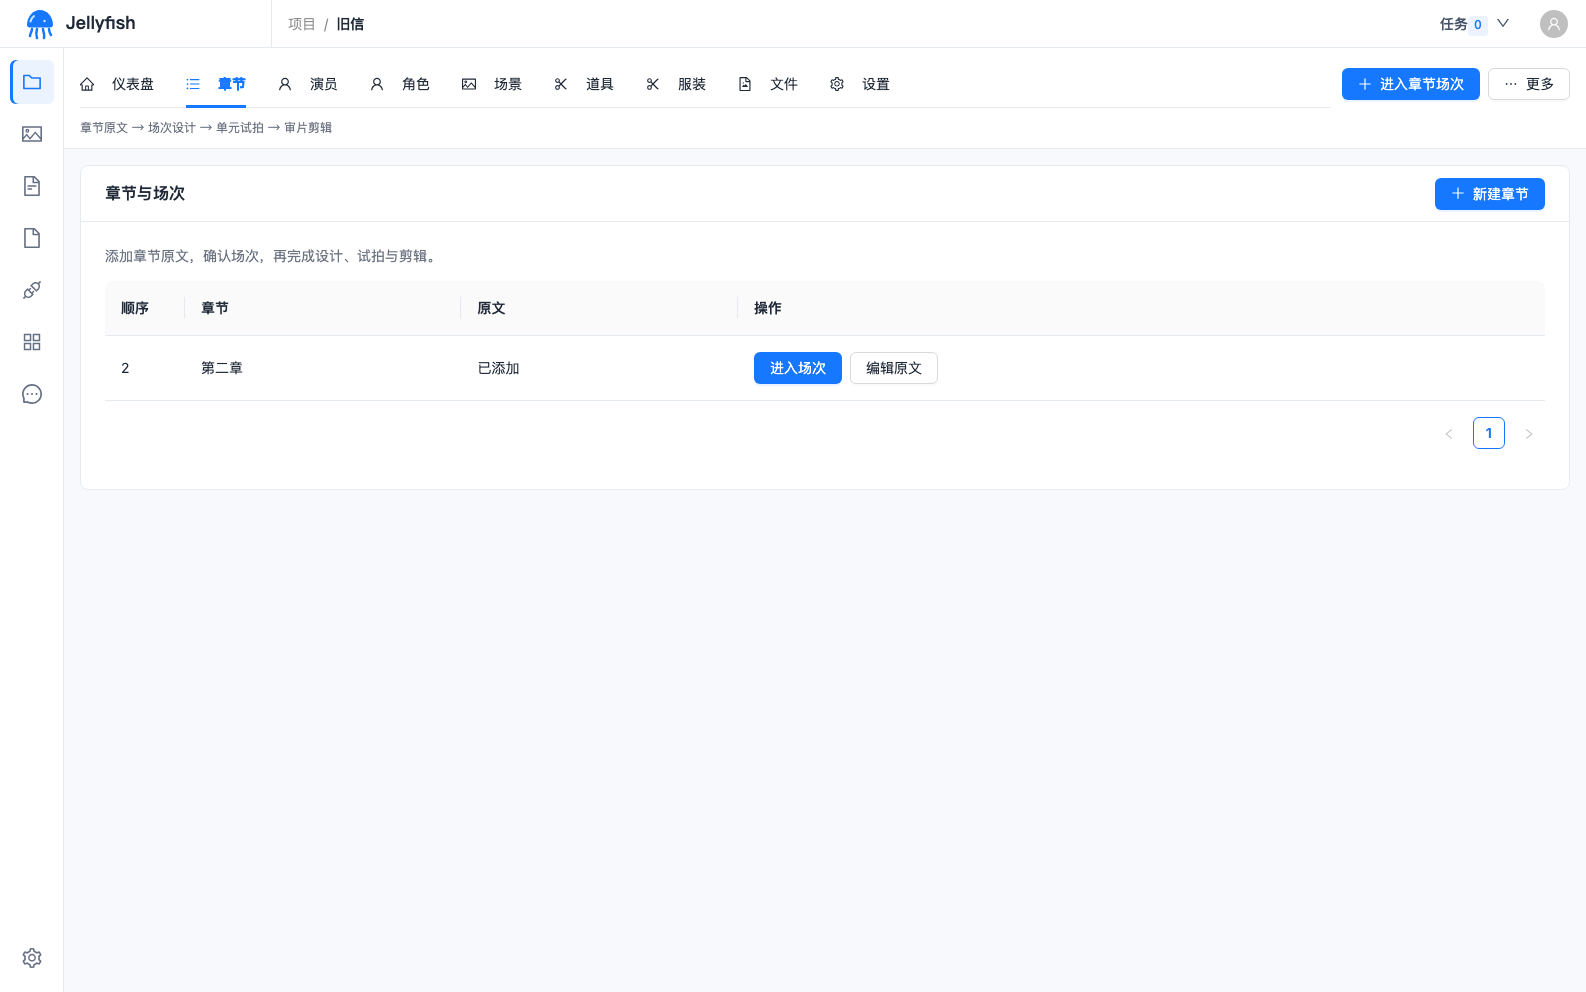 Jellyfish
项目 / 旧信
任务 0
仪表盘 章节 演员 角色 场景 道具 服装 文件 设置
进入章节场次
更多
章节原文 → 场次设计 → 单元试拍 → 审片剪辑
章节与场次
新建章节
添加章节原文，确认场次，再完成设计、试拍与剪辑。
顺序 章节 原文 操作
2 第二章 已添加 进入场次 编辑原文
1